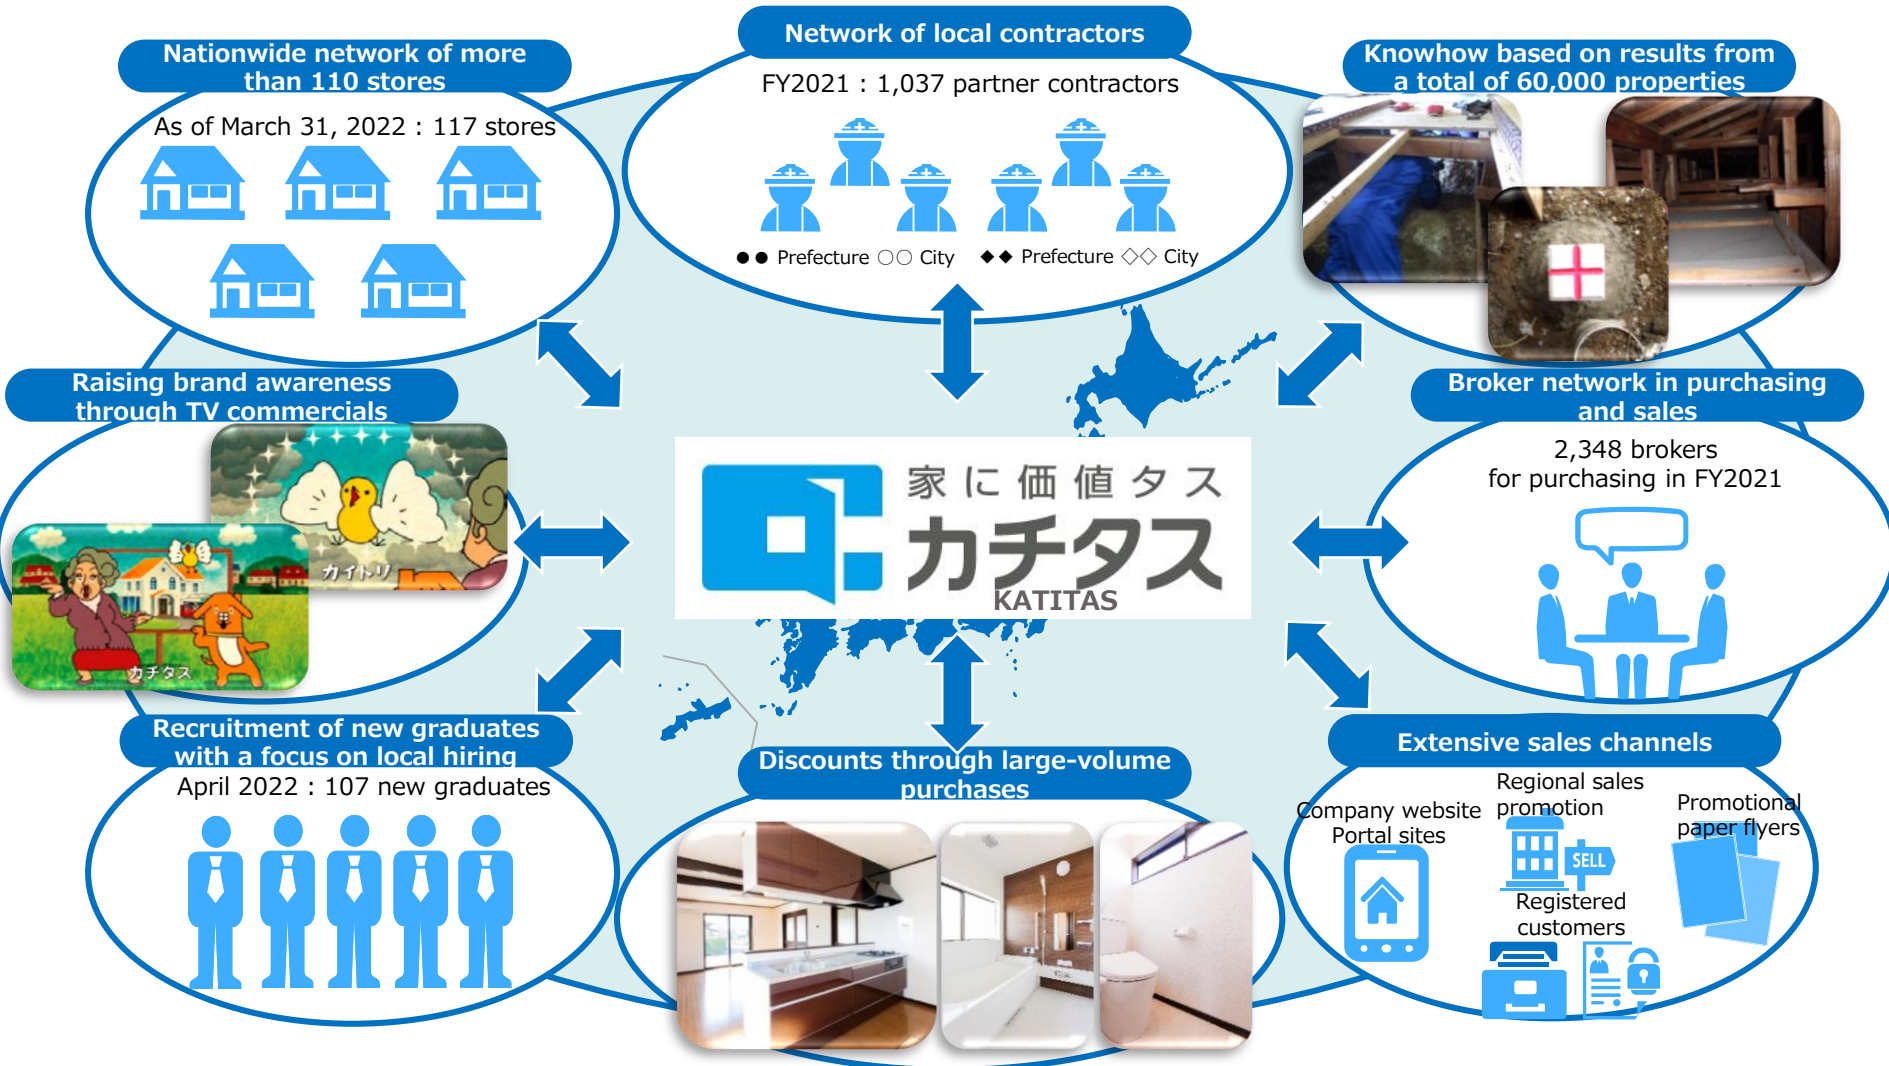 Nationwide network of more
than 110 stores
As of March 31, 2022 : 117 stores
Network of local contractors
FY2021 : 1,037 partner contractors
●● Prefecture ○○ City
◆◆ Prefecture ◇◇ City
Knowhow based on results from
a total of 60,000 properties
Raising brand awareness
through TV commercials
カイトリ
カチタス
家に価値タス
カチタス
KATITAS
Broker network in purchasing
and sales
2,348 brokers
for purchasing in FY2021
Recruitment of new graduates
with a focus on local hiring
April 2022 : 107 new graduates
Discounts through large-volume
purchases
Extensive sales channels
Company website
Portal sites
Regional sales
promotion
SELL
Promotional
paper flyers
Registered
customers